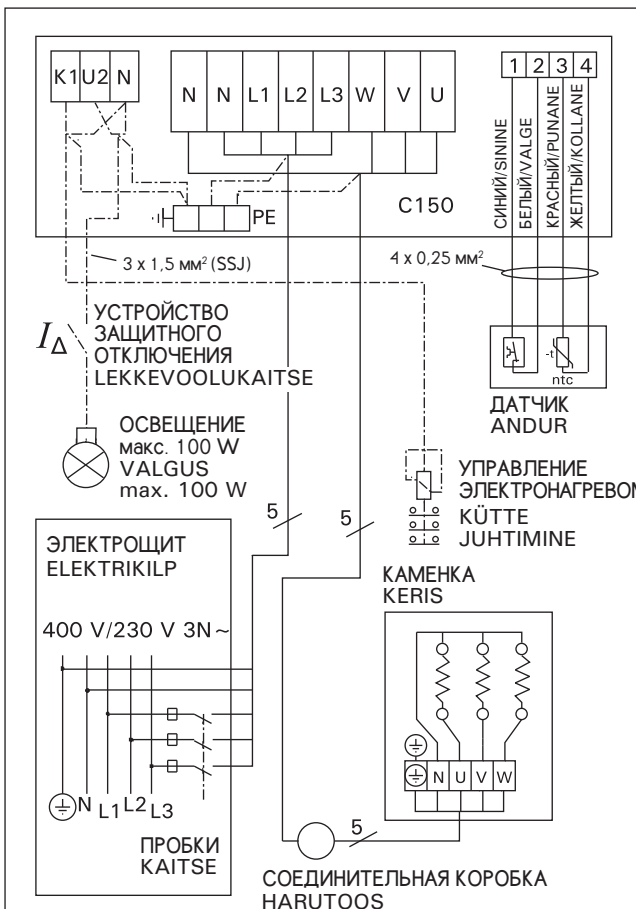 K1 U2 N
N N L1 L2 L3 W V U
1 2 3 4
СИНИЙ/SININE
БЕЛЫЙ/VALGE
КРАСНЫЙ/PUNANE
ЖЕЛТЫЙ/KOLLANE
PE
C150
3 x 1,5 мм² (SSJ)
4 x 0,25 мм²
I∆
УСТРОЙСТВО
ЗАЩИТНОГО
ОТКЛЮЧЕНИЯ
LEKKEVOOLUKAITSE
-t
ntc
ДАТЧИК
ANDUR
ОСВЕЩЕНИЕ
макс. 100 W
VALGUS
max. 100 W
УПРАВЛЕНИЕ
ЭЛЕКТРОНАГРЕВОМ
KÜTTE
JUHTIMINE
5
5
ЭЛЕКТРОЩИТ
ELEKTRIKILP
400 V/230 V 3N~
N L1 L2 L3
ПРОБКИ
KAITSE
КАМЕНКА
KERIS
N U V W
5
СОЕДИНИТЕЛЬНАЯ КОРОБКА
HARUTOOS